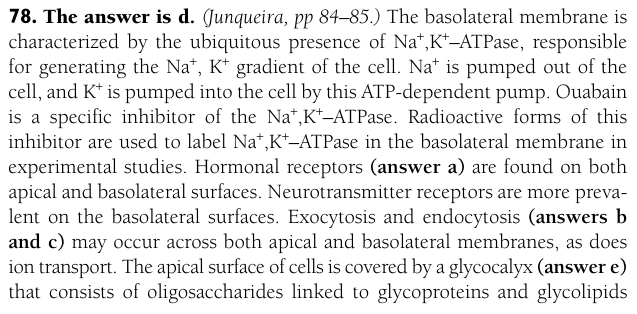 78. The answer is d. (Junqueira, pp 84–85.) The basolateral membrane is
characterized by the ubiquitous presence of Na⁺,K⁺–ATPase, responsible
for generating the Na⁺, K⁺ gradient of the cell. Na⁺ is pumped out of the
cell, and K⁺ is pumped into the cell by this ATP-dependent pump. Ouabain
is a specific inhibitor of the Na⁺,K⁺–ATPase. Radioactive forms of this
inhibitor are used to label Na⁺,K⁺–ATPase in the basolateral membrane in
experimental studies. Hormonal receptors (answer a) are found on both
apical and basolateral surfaces. Neurotransmitter receptors are more preva-
lent on the basolateral surfaces. Exocytosis and endocytosis (answers b
and c) may occur across both apical and basolateral membranes, as does
ion transport. The apical surface of cells is covered by a glycocalyx (answer e)
that consists of oligosaccharides linked to glycoproteins and glycolipids